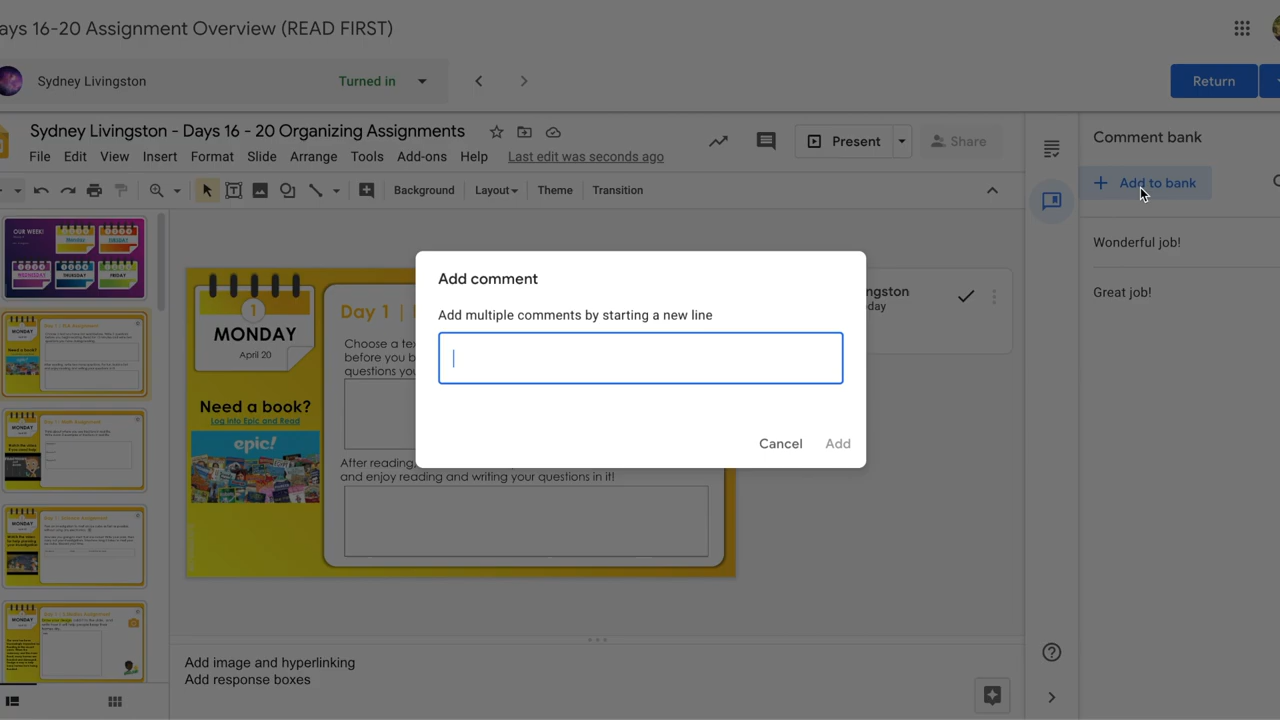 ays 16-20 Assignment Overview (READ FIRST)
Sydney Livingston
Turned in
Return
Sydney Livingston - Days 16 - 20 Organizing Assignments
File Edit View Insert Format Slide Arrange Tools Add-ons Help Last edit was seconds ago
Present
Share
Background Layout Theme Transition
Comment bank
Add to bank
Wonderful job!
Great job!
OUR WEEK!
1
MONDAY
April 20
Need a book?
Log into Epic and Read
epic!
Day 1 |
Choose a tex
before you b
questions you
After reading,
and enjoy reading and writing your questions in it!
ngston
day
Add comment
Add multiple comments by starting a new line
Cancel Add
Add image and hyperlinking
Add response boxes